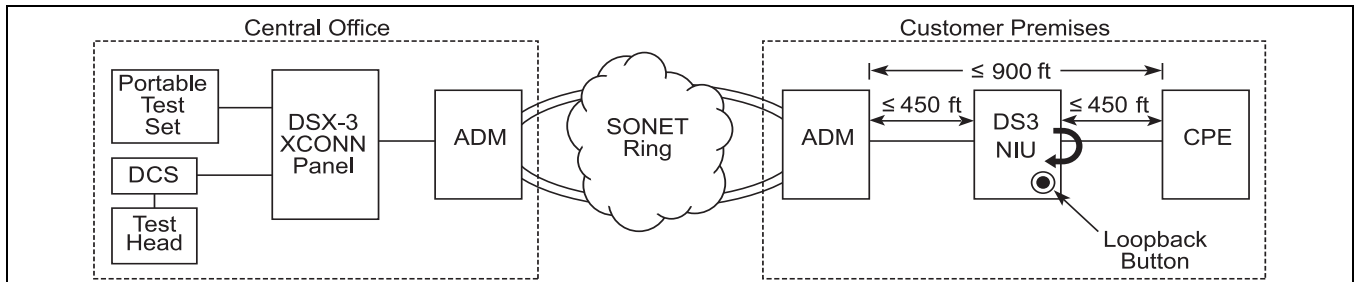 Central Office
Customer Premises
Portable
Test
Set
DCS
Test
Head
DSX-3
XCONN
Panel
ADM
SONET
Ring
ADM
≤ 900 ft
≤ 450 ft
≤ 450 ft
DS3
NIU
CPE
Loopback
Button